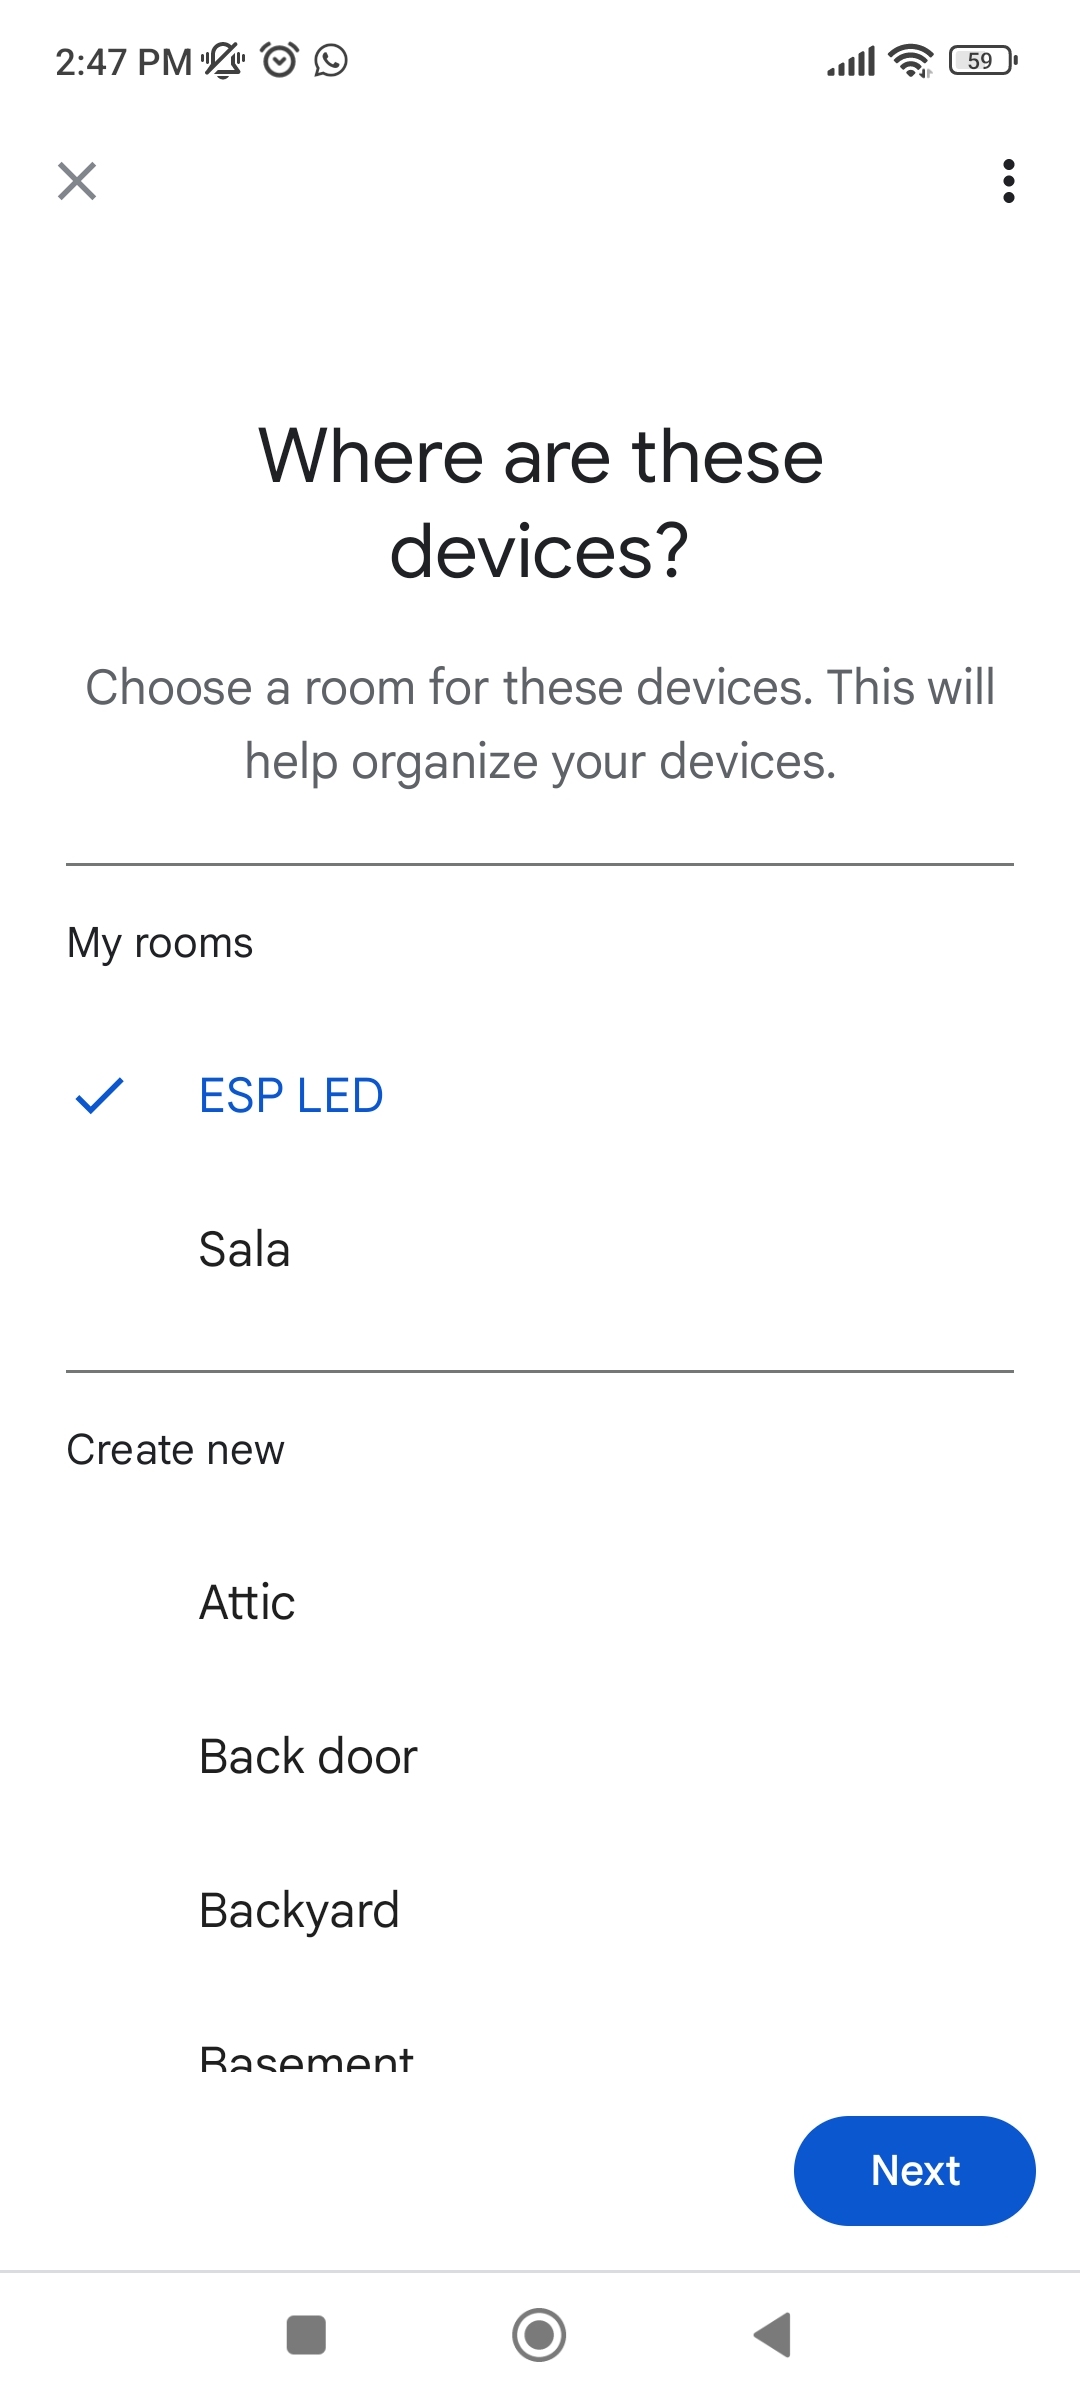 2:47 PM
59
Where are these
devices?
Choose a room for these devices. This will
help organize your devices.
My rooms
ESP LED
Sala
Create new
Attic
Back door
Backyard
Basement
Next